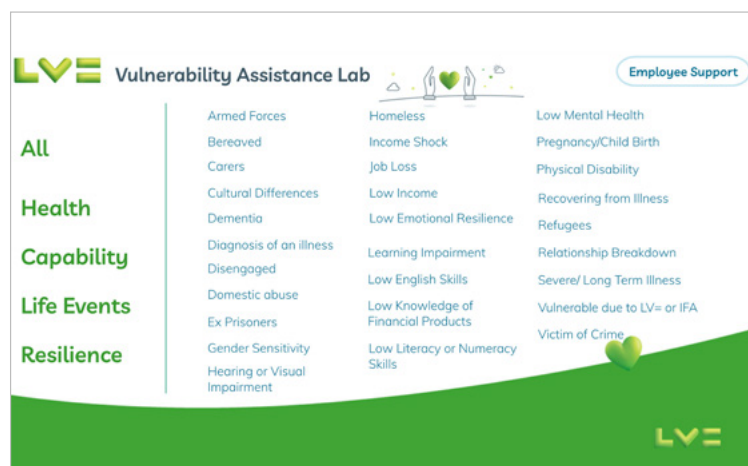 LV=
Vulnerability Assistance Lab
Employee Support
All
Health
Capability
Life Events
Resilience
Armed Forces
Bereaved
Carers
Cultural Differences
Dementia
Diagnosis of an illness
Disengaged
Domestic abuse
Ex Prisoners
Gender Sensitivity
Hearing or Visual
Impairment
Homeless
Income Shock
Job Loss
Low Income
Low Emotional Resilience
Learning Impairment
Low English Skills
Low Knowledge of
Financial Products
Low Literacy or Numeracy
Skills
Low Mental Health
Pregnancy/Child Birth
Physical Disability
Recovering from Illness
Refugees
Relationship Breakdown
Severe/ Long Term Illness
Vulnerable due to LV= or IFA
Victim of Crime
LV=